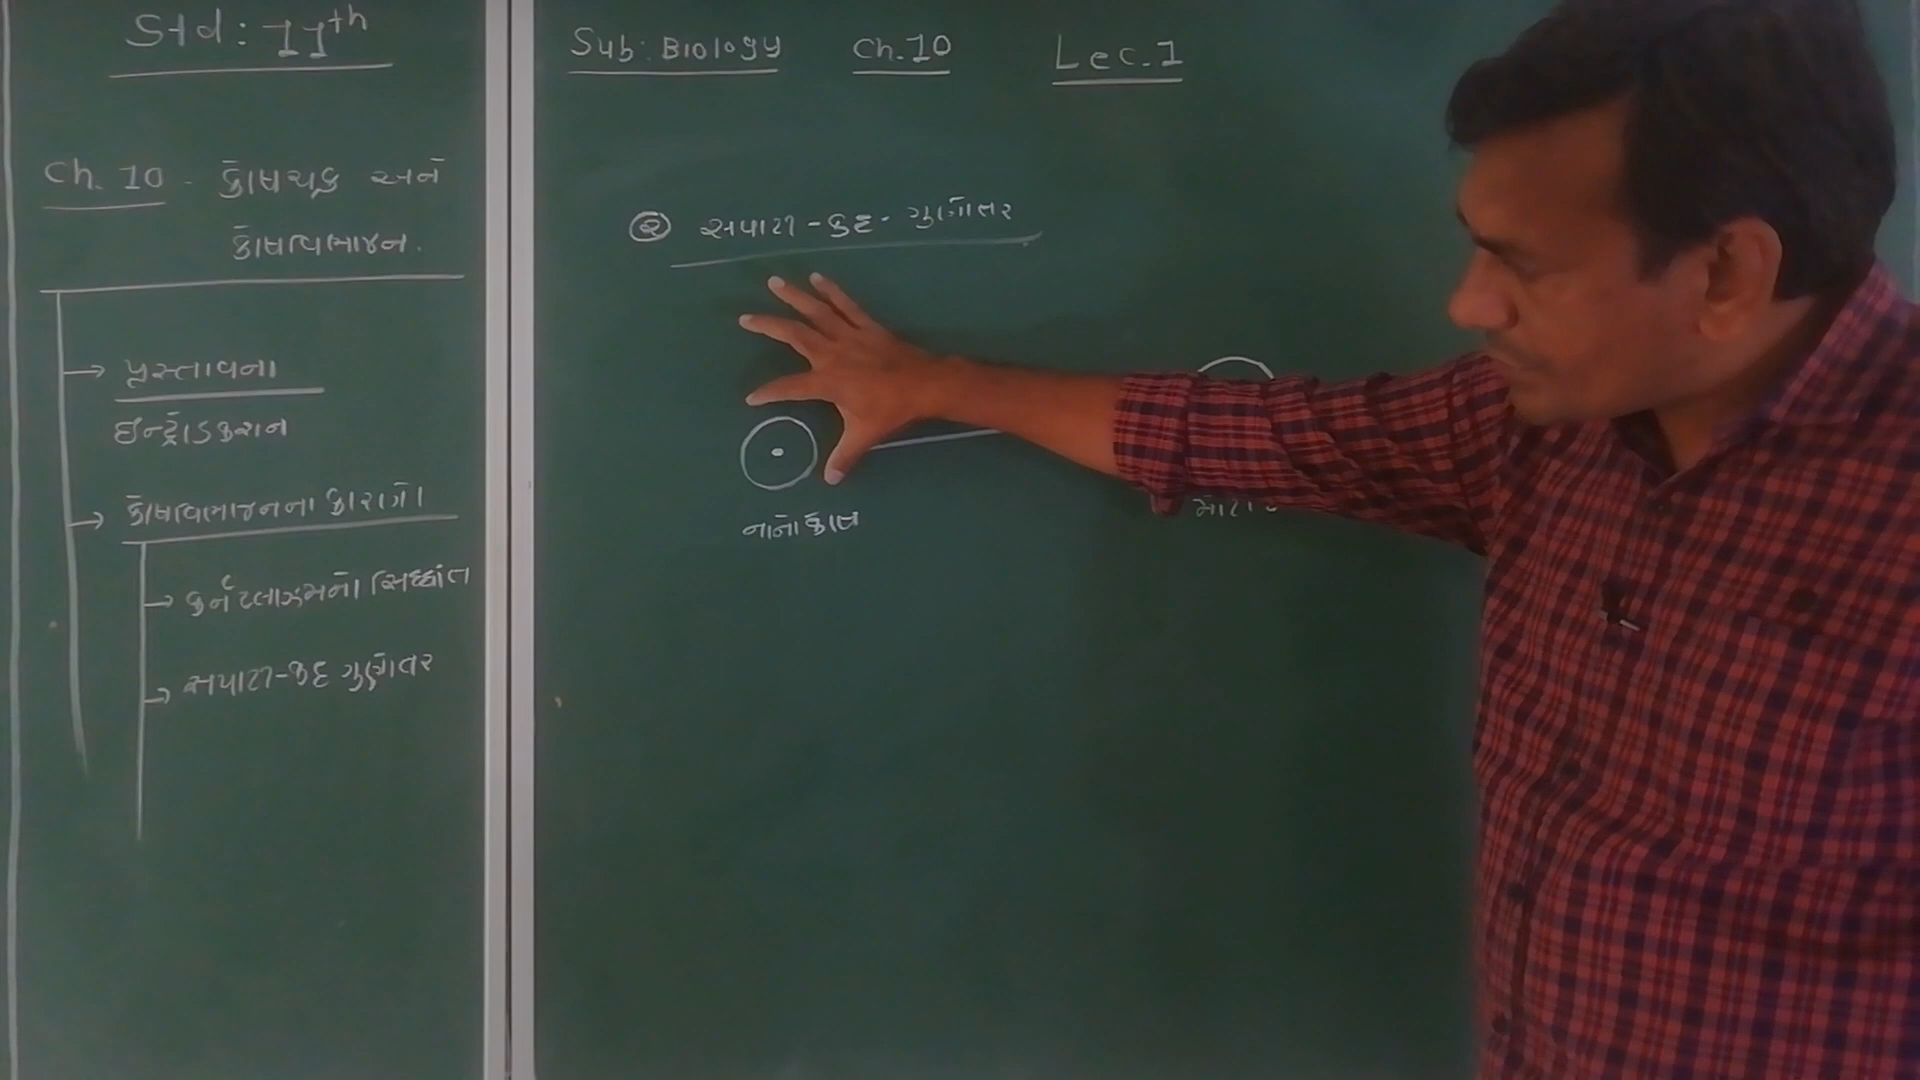 Std: 11th
Ch. 10 - કોષચક્ર અને
કોષવિભાજન.
→ પ્રસ્તાવના
ઇન્ટ્રોડક્શન
→ કોષવિભાજનના કારણો
→ કર્નપ્લાઝમનો સિદ્ધાંત
→ સપાટી-કદ ગુણોતર
Sub: Biology Ch.10 Lec.1
② સપાટી-કદ-ગુણોતર
નાનો કોષ